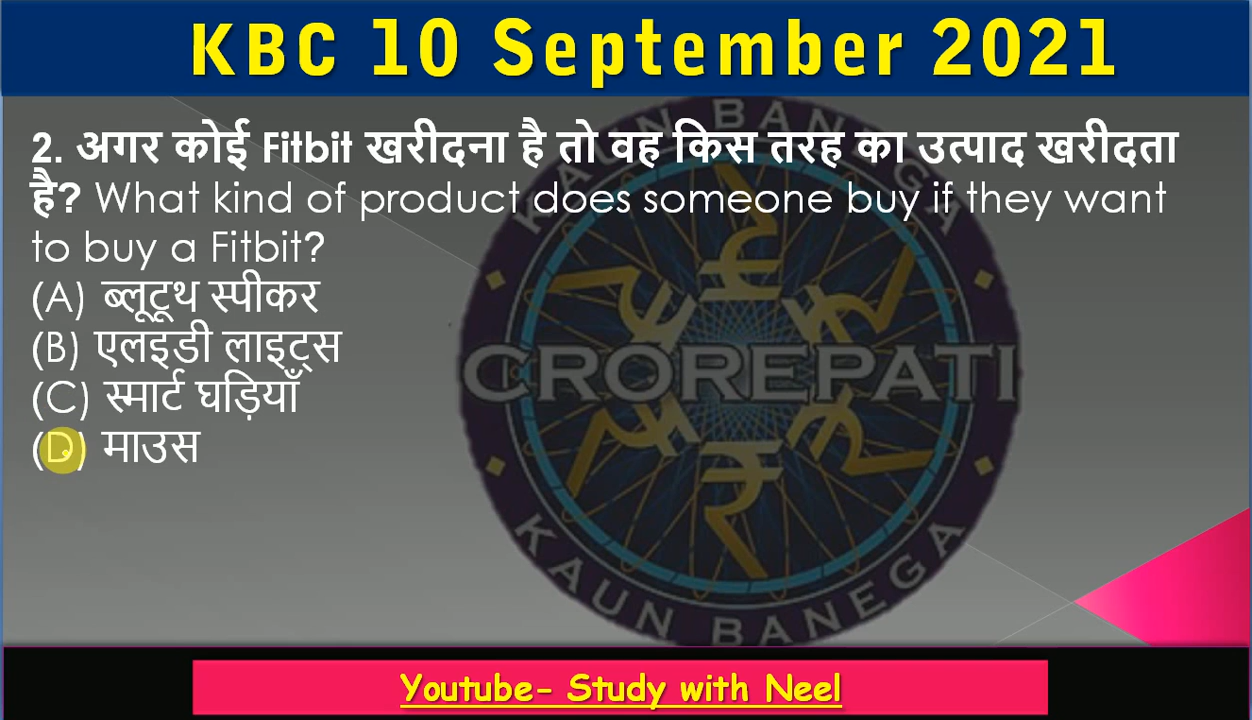 KBC 10 September 2021
2. अगर कोई Fitbit खरीदना है तो वह किस तरह का उत्पाद खरीदता
है? What kind of product does someone buy if they want
to buy a Fitbit?
(A) ब्लूटूथ स्पीकर
(B) एलइडी लाइट्स
(C) स्मार्ट घड़ियाँ
(D) माउस
KAUN BANEGA
CROREPATI
KAUN BANEGA
Youtube- Study with Neel